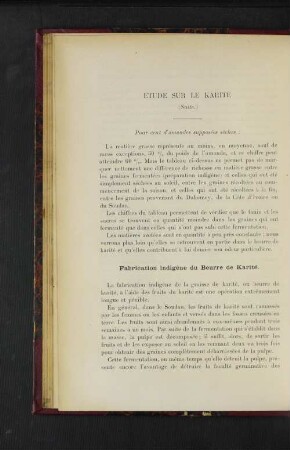 ETUDE SUR LE KARITÉ
(Suite.)
Pour cent d'amandes supposées sèches :
La matière grasse représente au moins, en moyenne, sauf de
rares exceptions, 50 % du poids de l'amande, et ce chiffre peut
atteindre 60 %. Mais le tableau ci-dessus ne permet pas de mar-
quer nettement une différence de richesse en matière grasse entre
les graines fermentées (préparation indigène) et celles qui ont été
simplement séchées au soleil, entre les graines récoltées au com-
mencement de la saison, et celles qui ont été récoltées à la fin,
entre les graines provenant du Dahomey, de la Côte d'Ivoire ou
du Soudan.
Les chiffres du tableau permettent de vérifier que le tanin et les
sucres se trouvent en quantité moindre dans les graines qui ont
fermenté que dans celles qui n'ont pas subi cette fermentation.
Les matières azotées sont en quantité à peu près constante ; nous
verrons plus loin qu'elles se retrouvent en partie dans le beurre de
karité et qu'elles contribuent à lui donner son odeur particulière.
Fabrication indigène du Beurre de Karité.
La fabrication indigène de la graisse de karité, ou beurre de
karité, à l'aide des fruits du karité est une opération extrêmement
longue et pénible.
En général, dans le Soudan, les fruits de karité sont ramassés
par les femmes ou les enfants et versés dans les fosses creusées en
terre. Les fruits sont ainsi abandonnés à eux-mêmes pendant trois
semaines à un mois. Par suite de la fermentation qui s'établit dans
la masse, la pulpe est décomposée ; il suffit, donc, de sortir les
fruits et de les exposer au soleil en les remuant deux ou trois fois
pour obtenir des graines complètement débarrassées de la pulpe.
Cette fermentation, en même temps qu'elle détruit la pulpe, pré-
sente encore l'avantage de détruire la faculté germinative des